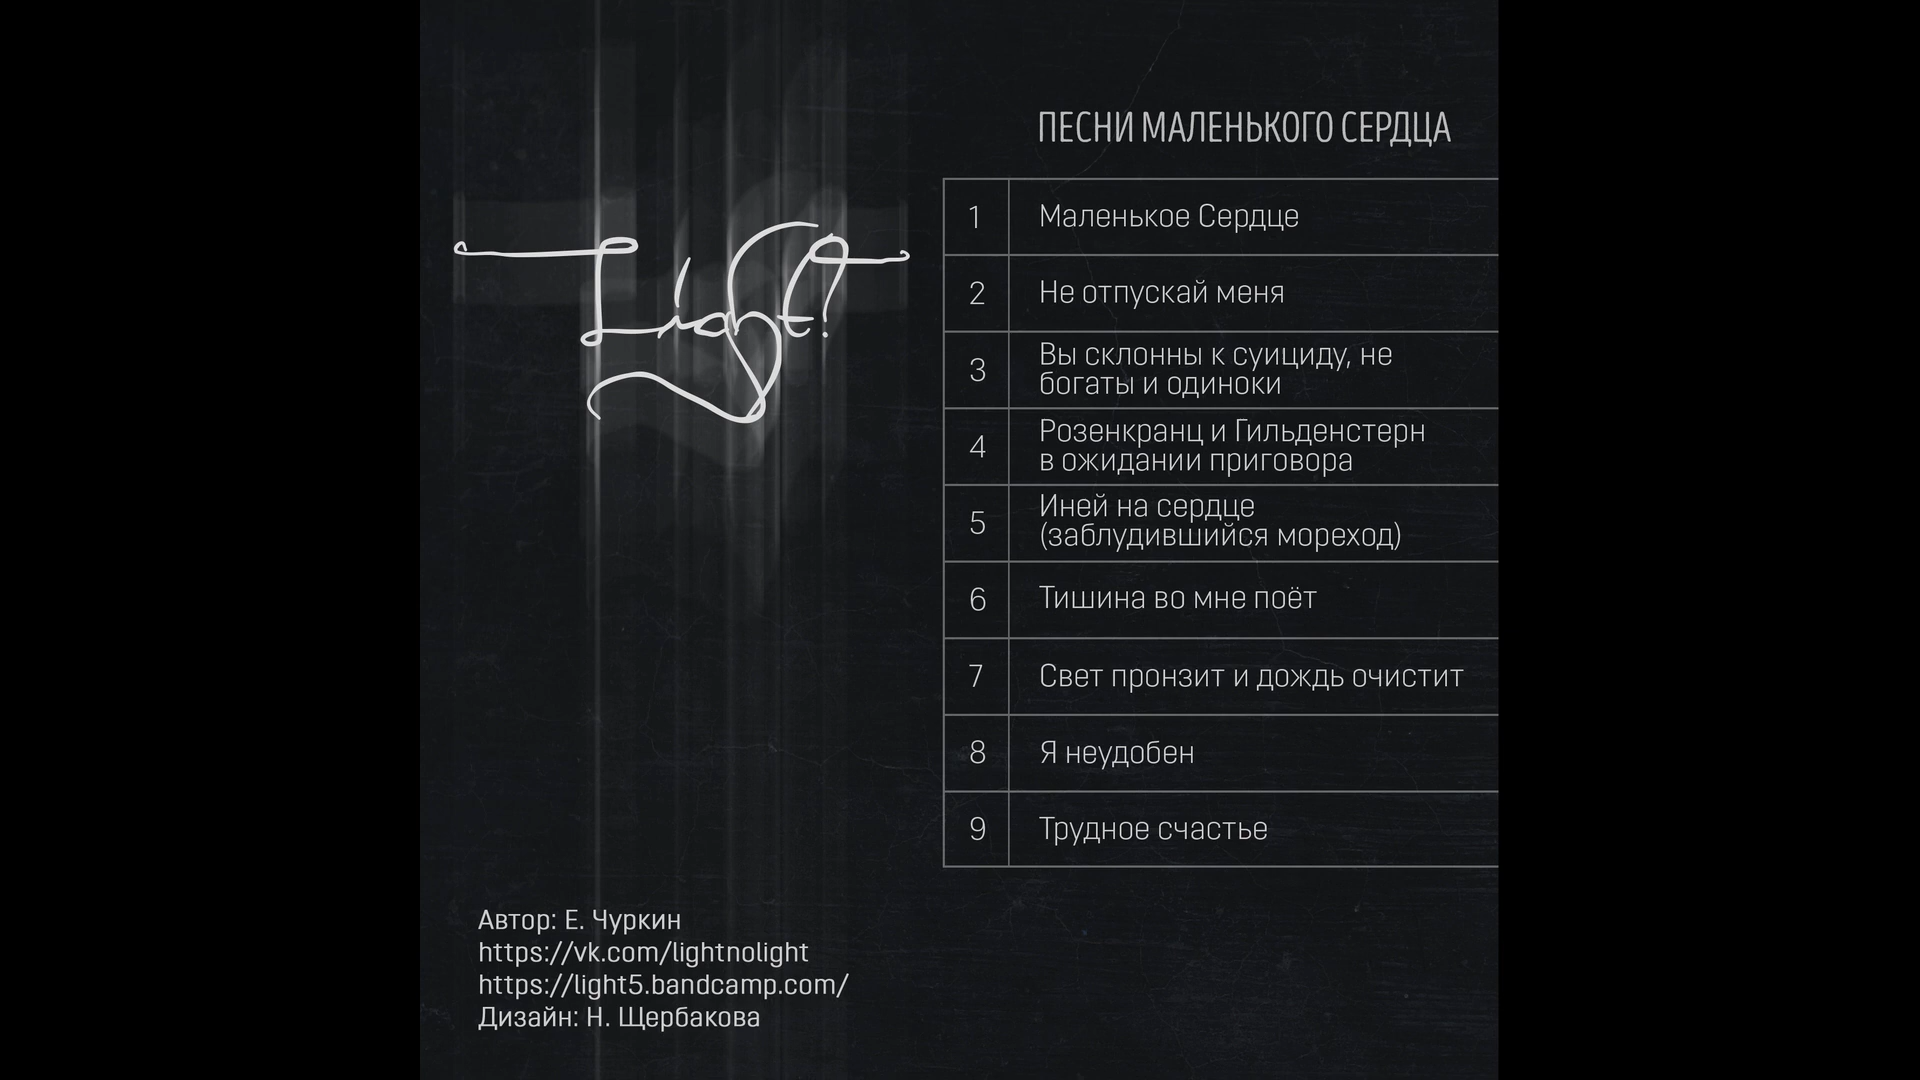 Light?
ПЕСНИ МАЛЕНЬКОГО СЕРДЦА
1 Маленькое Сердце
2 Не отпускай меня
3 Вы склонны к суициду, не
богаты и одиноки
4 Розенкранц и Гильденстерн
в ожидании приговора
5 Иней на сердце
(заблудившийся мореход)
6 Тишина во мне поёт
7 Свет пронзит и дождь очистит
8 Я неудобен
9 Трудное счастье
Автор: Е. Чуркин
https://vk.com/lightnolight
https://light5.bandcamp.com/
Дизайн: Н. Щербакова